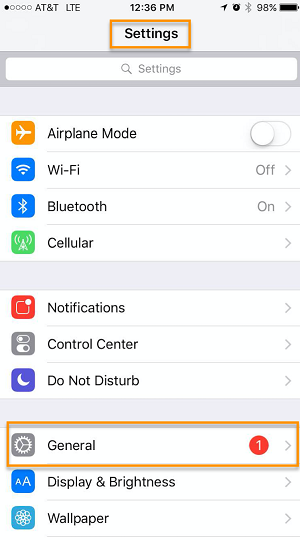 AT&T LTE 12:36 PM 98%
Settings
Settings
Airplane Mode
Wi-Fi Off
Bluetooth On
Cellular
Notifications
Control Center
Do Not Disturb
General 1
AA Display & Brightness
Wallpaper